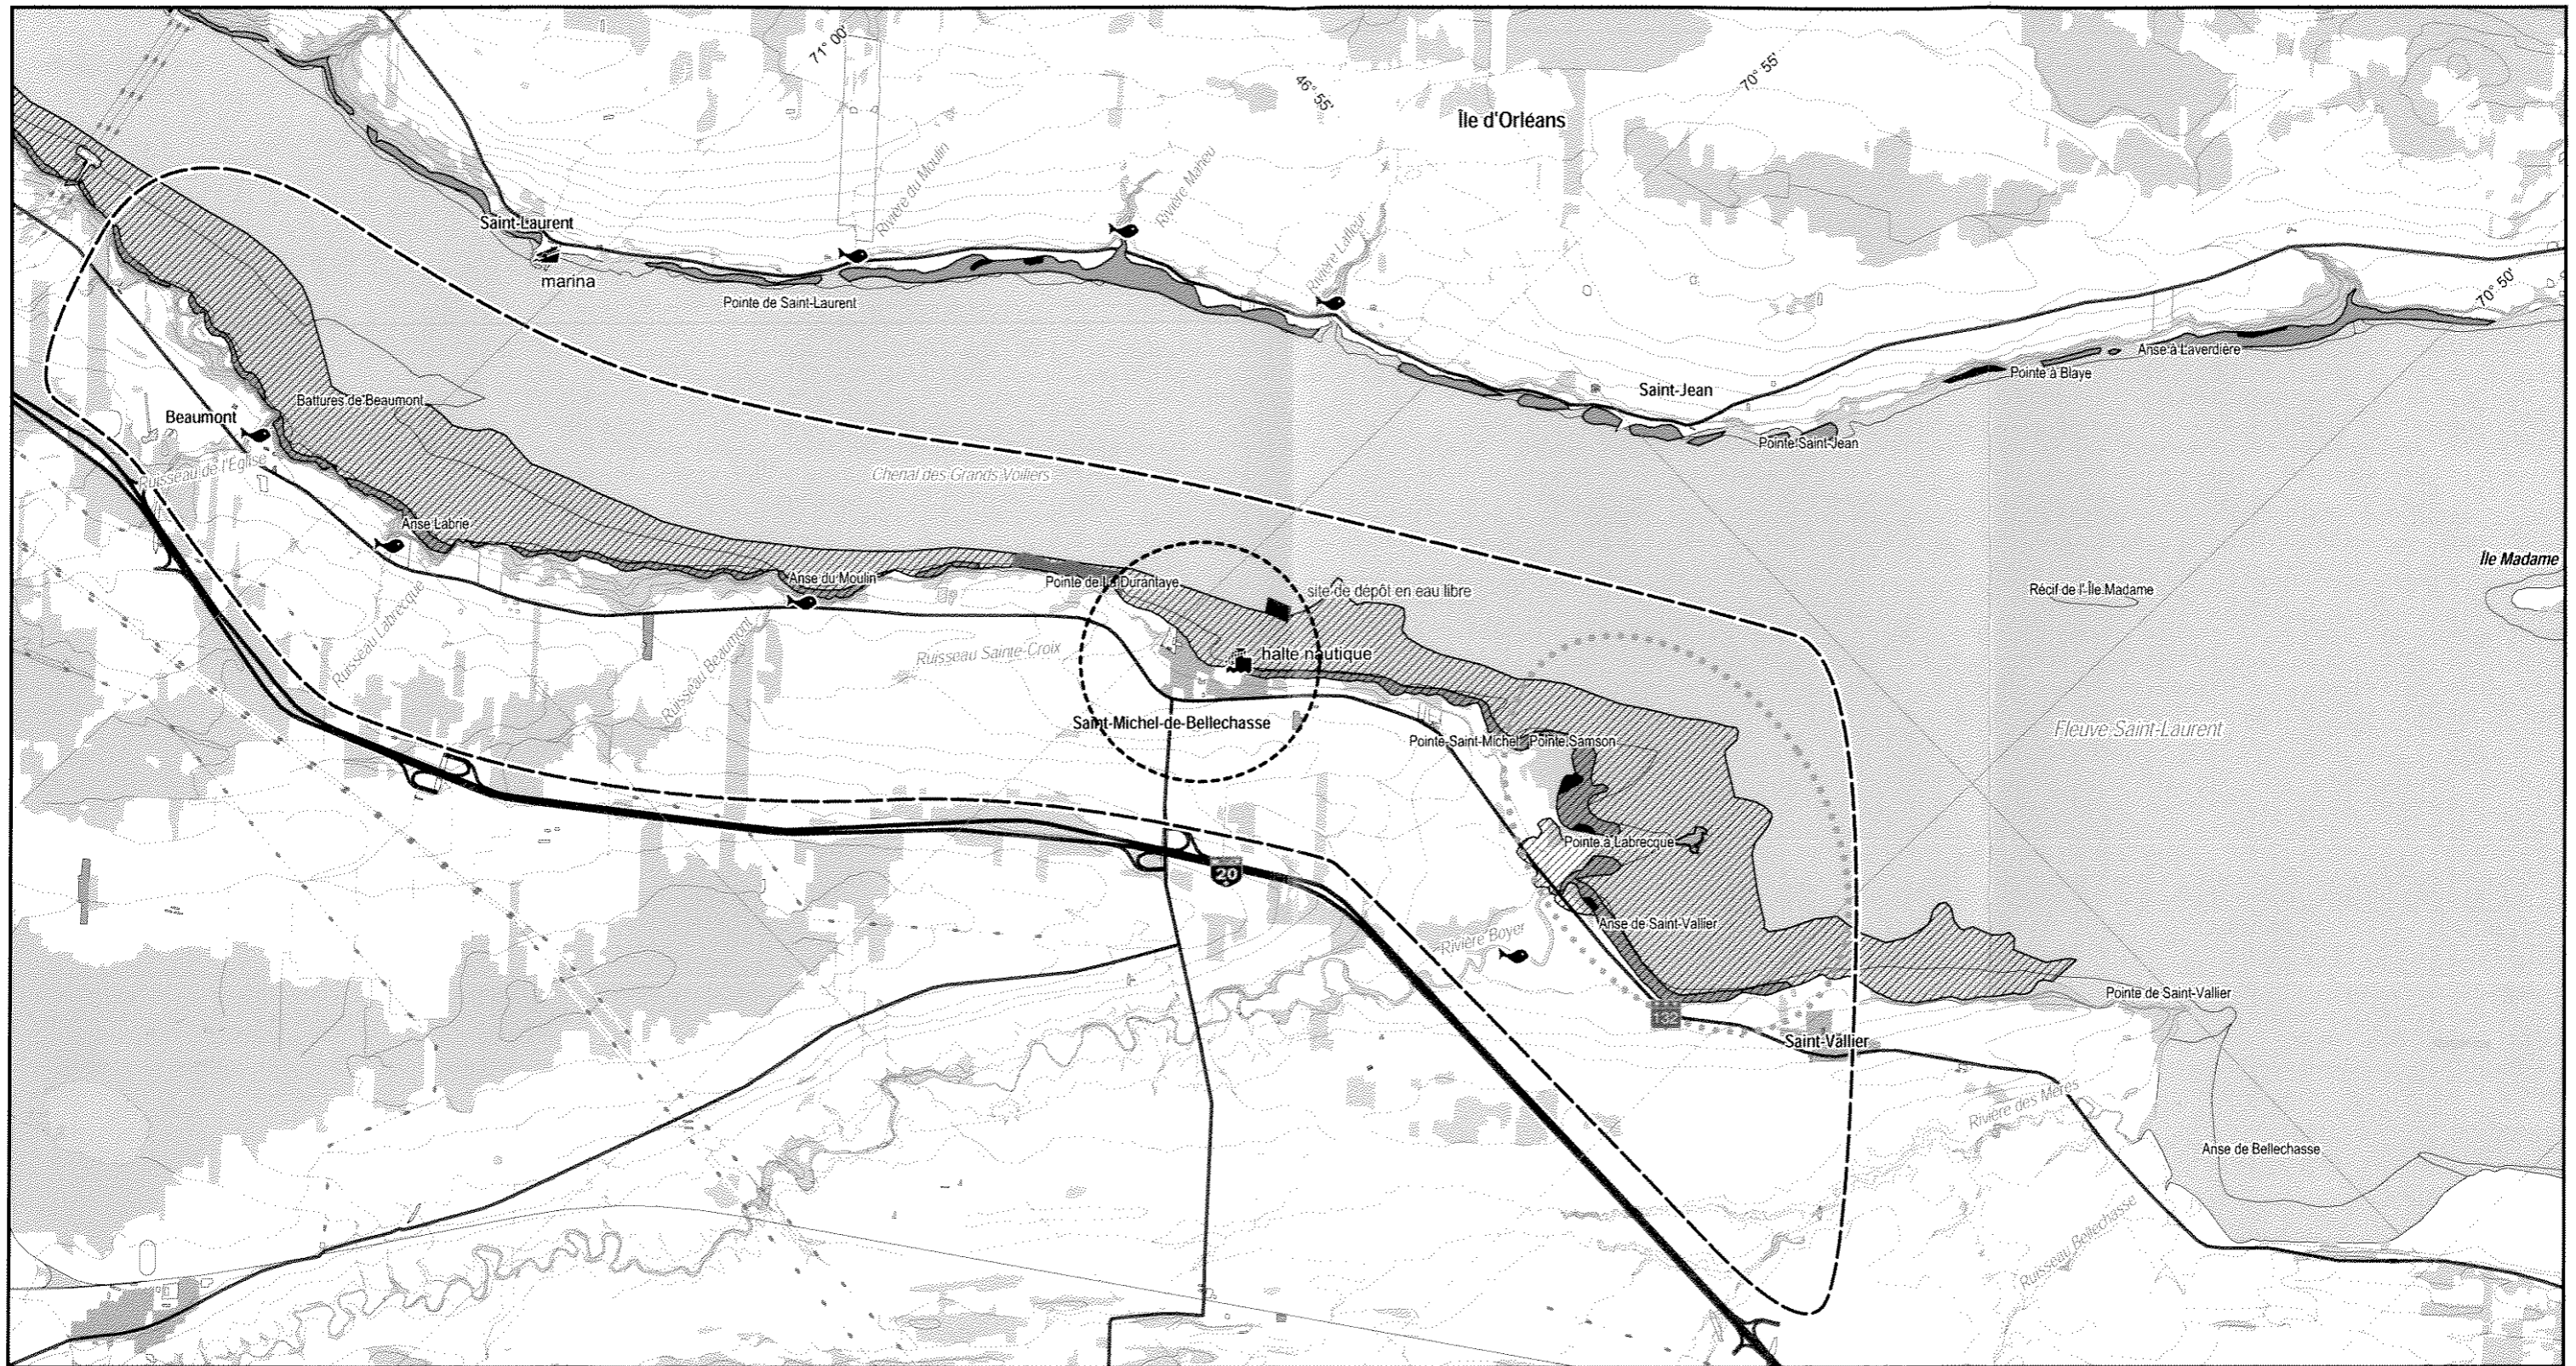 71° 00'
46° 55'
70° 55'
Île d'Orléans
Rivière du Moulin
Rivière Maheu
Rivière Lafleur
Saint-Laurent
marina
Pointe de Saint-Laurent
70° 50'
Anse à Laverdière
Pointe à Blaye
Saint-Jean
Pointe Saint-Jean
Battures de Beaumont
Beaumont
Ruisseau de l'Église
Chenal des Grands Voiliers
Anse Labrie
Anse du Moulin
Pointe de La Durantaye
site de dépôt en eau libre
Île Madame
Récif de l'Île Madame
Ruisseau Labrecque
Ruisseau Beaumont
Ruisseau Sainte-Croix
halte nautique
Saint-Michel-de-Bellechasse
Pointe Saint-Michel
Pointe Samson
Fleuve Saint-Laurent
Pointe à Labrecque
20
Anse de Saint-Vallier
Rivière Boyer
Pointe de Saint-Vallier
132
Saint-Vallier
Rivière des Mères
Anse de Bellechasse
Ruisseau Bellechasse